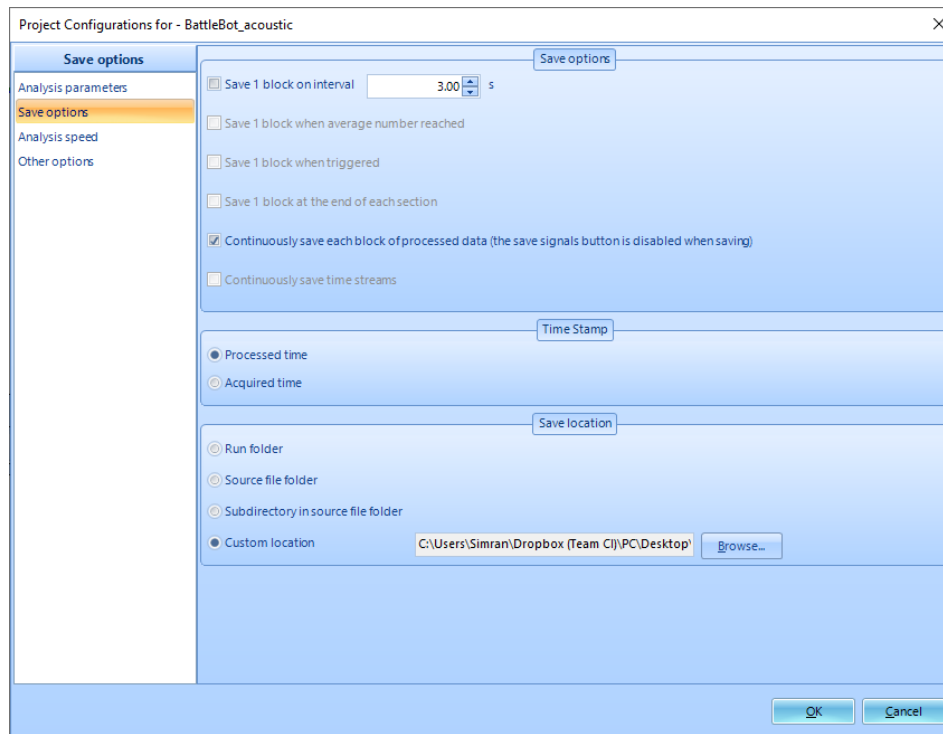 Project Configurations for - BattleBot_acoustic
Save options
Analysis parameters
Save options
Analysis speed
Other options
Save options
Save 1 block on interval 3.00 s
Save 1 block when average number reached
Save 1 block when triggered
Save 1 block at the end of each section
Continuously save each block of processed data (the save signals button is disabled when saving)
Continuously save time streams
Time Stamp
Processed time
Acquired time
Save location
Run folder
Source file folder
Subdirectory in source file folder
Custom location C:\Users\Simran\Dropbox (Team CI)\PC\Desktop\ Browse...
OK Cancel